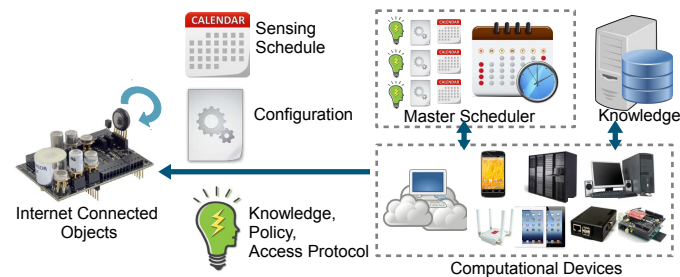 CALENDAR
Sensing
Schedule
Configuration
Master Scheduler
Knowledge
Internet Connected
Objects
Knowledge,
Policy,
Access Protocol
Computational Devices